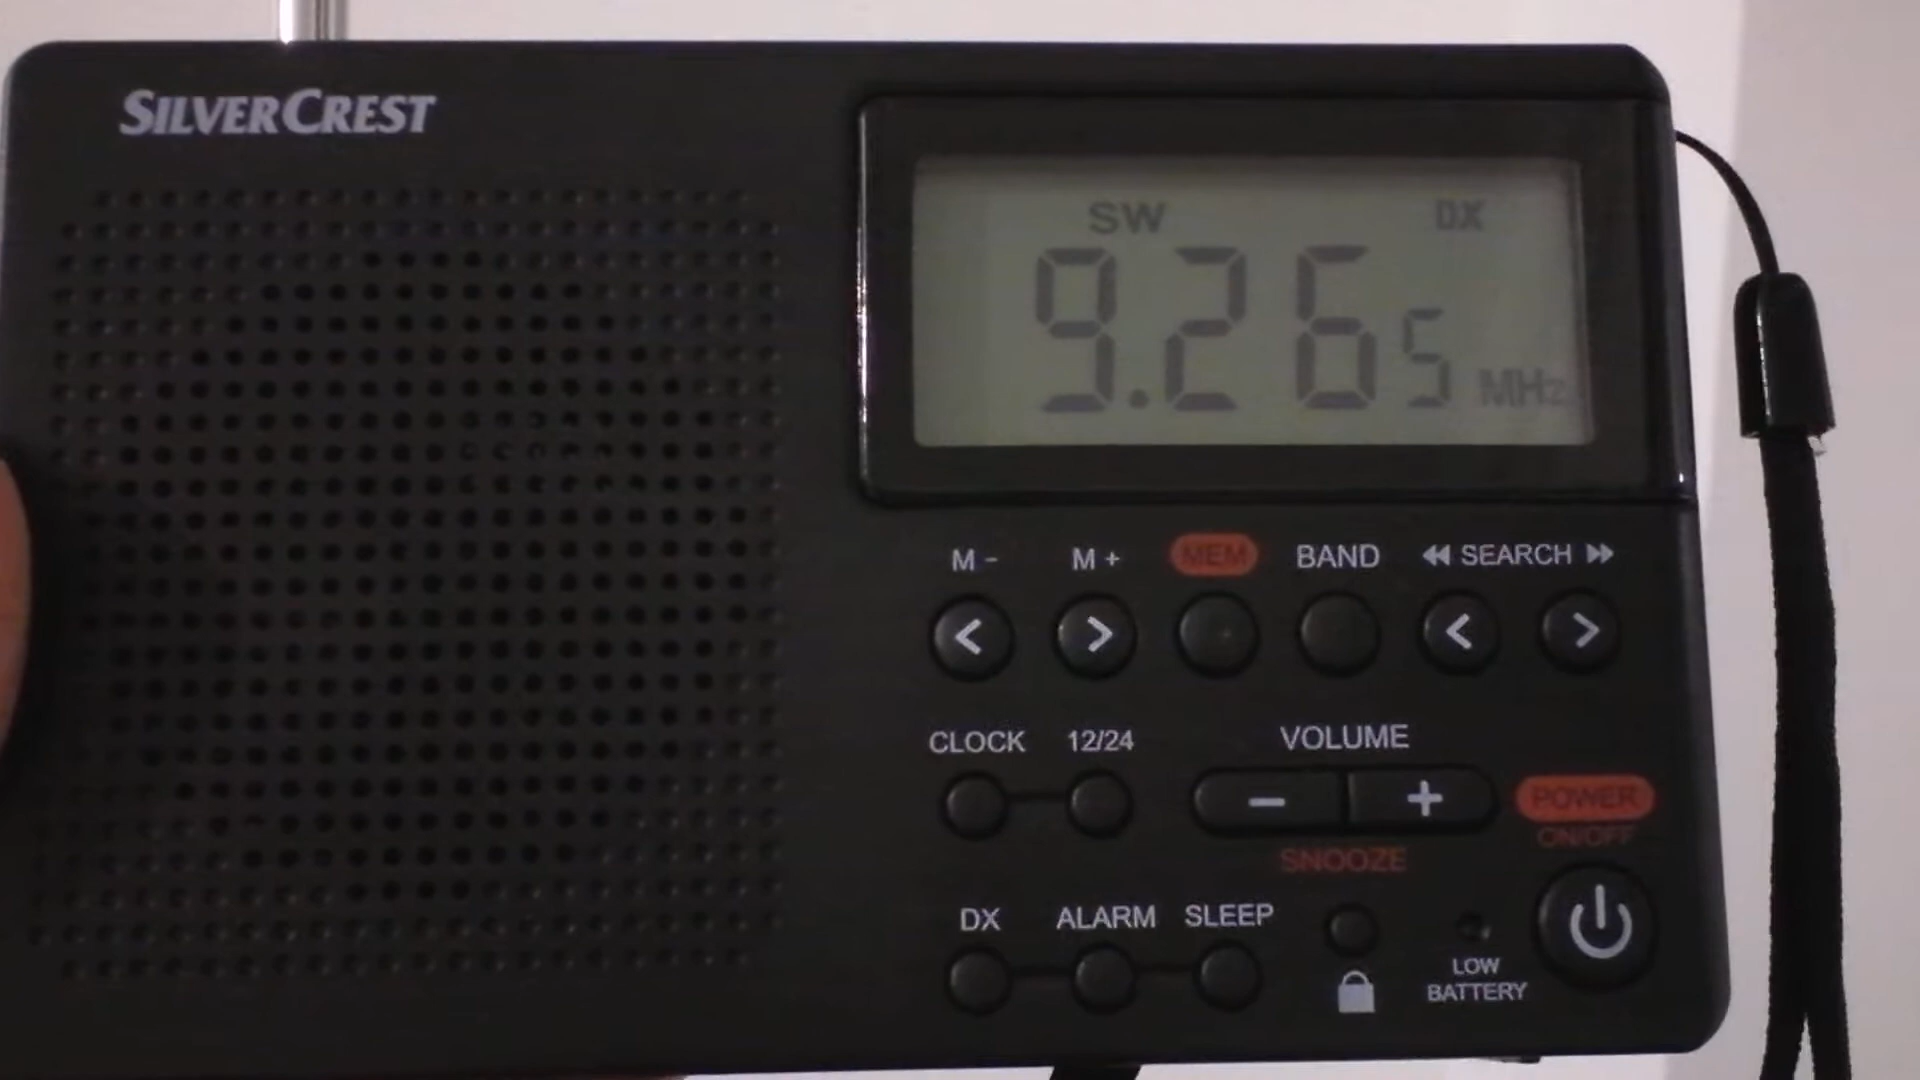 SILVERCREST
SW DX
9.265 MHz
M - M + MEM BAND SEARCH
CLOCK 12/24 VOLUME
- +
POWER
ON/OFF
SNOOZE
DX ALARM SLEEP
LOW
BATTERY